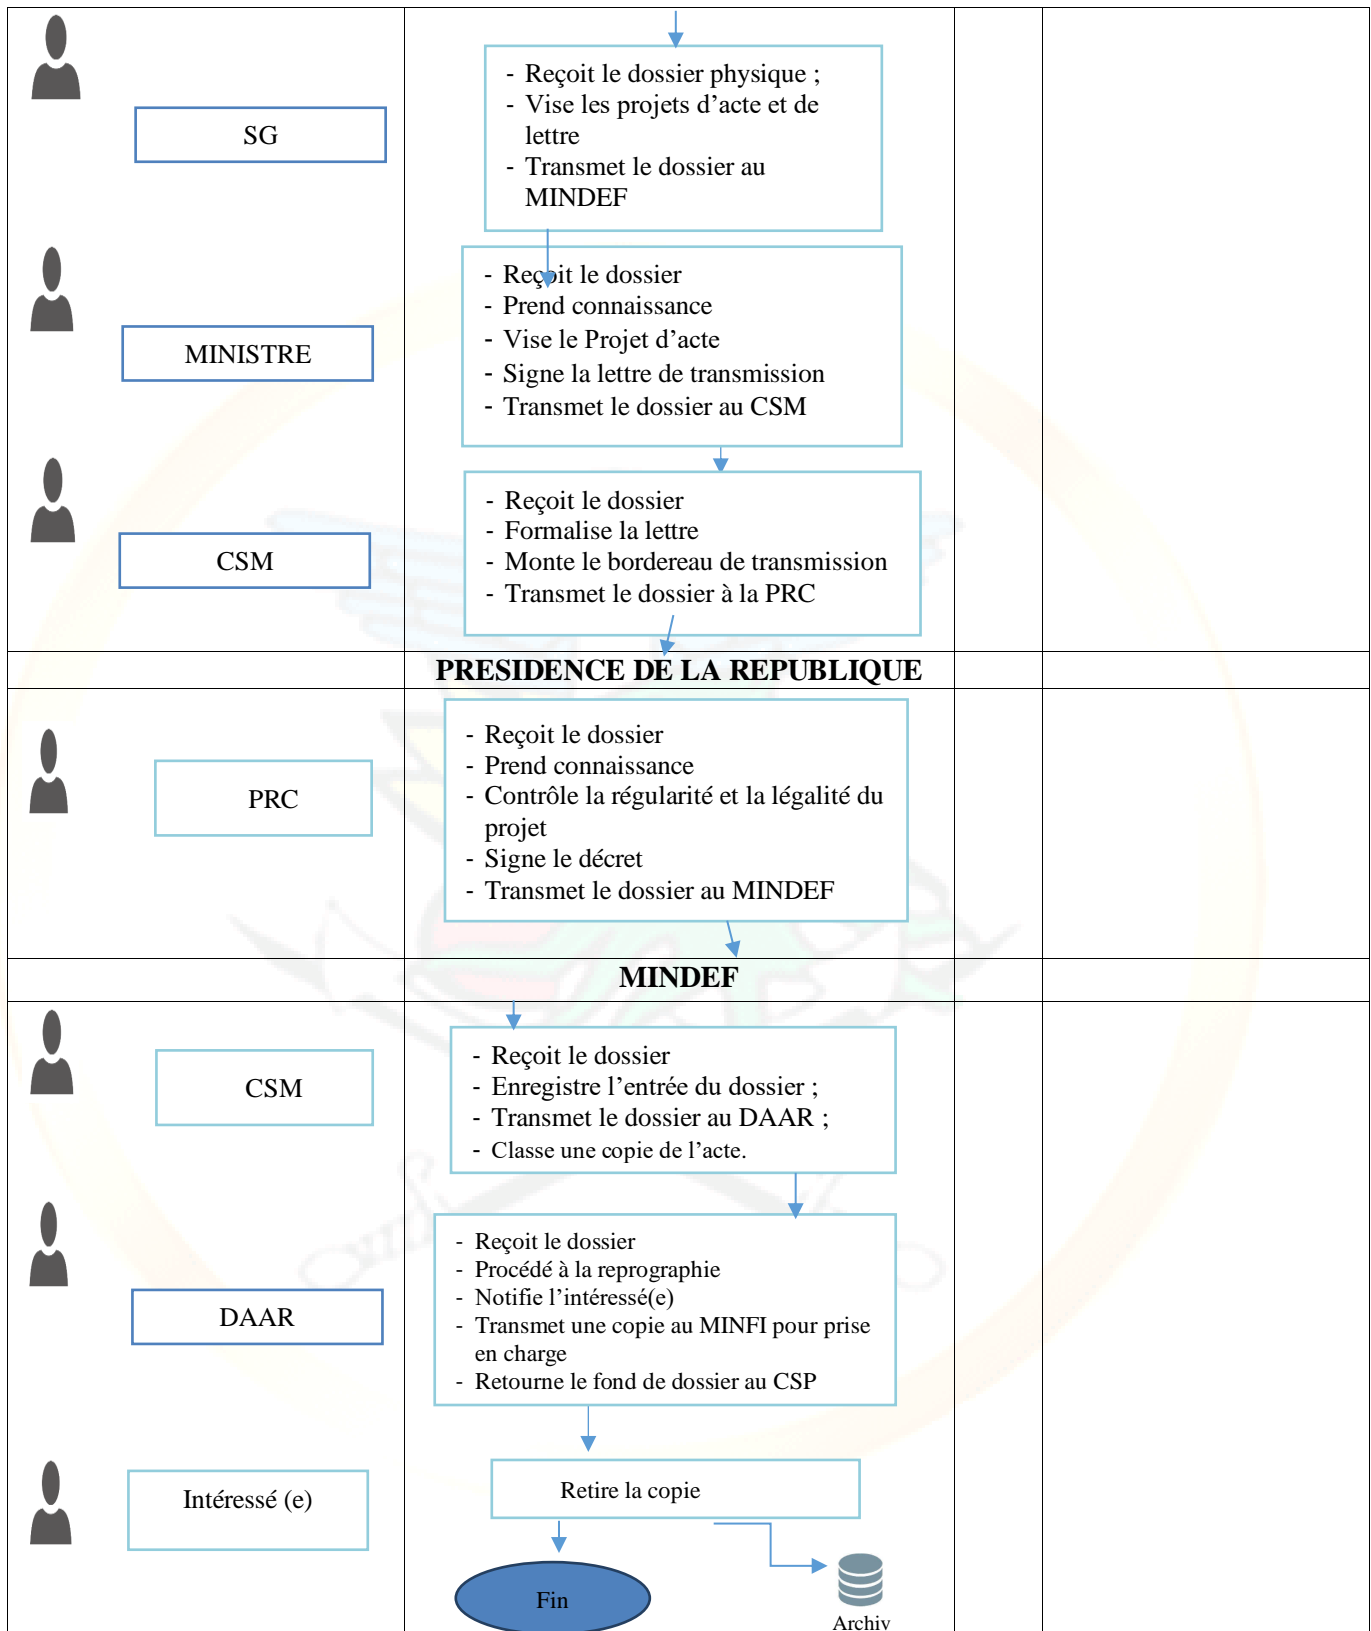 SG
- Reçoit le dossier physique ;
- Vise les projets d’acte et de
lettre
- Transmet le dossier au
MINDEF
MINISTRE
- Reçoit le dossier
- Prend connaissance
- Vise le Projet d’acte
- Signe la lettre de transmission
- Transmet le dossier au CSM
CSM
- Reçoit le dossier
- Formalise la lettre
- Monte le bordereau de transmission
- Transmet le dossier à la PRC
PRESIDENCE DE LA REPUBLIQUE
PRC
- Reçoit le dossier
- Prend connaissance
- Contrôle la régularité et la légalité du
projet
- Signe le décret
- Transmet le dossier au MINDEF
MINDEF
CSM
- Reçoit le dossier
- Enregistre l’entrée du dossier ;
- Transmet le dossier au DAAR ;
- Classe une copie de l’acte.
DAAR
- Reçoit le dossier
- Procédé à la reprographie
- Notifie l’intéressé(e)
- Transmet une copie au MINFI pour prise
en charge
- Retourne le fond de dossier au CSP
Intéressé (e)
Retire la copie
Fin
Archiv